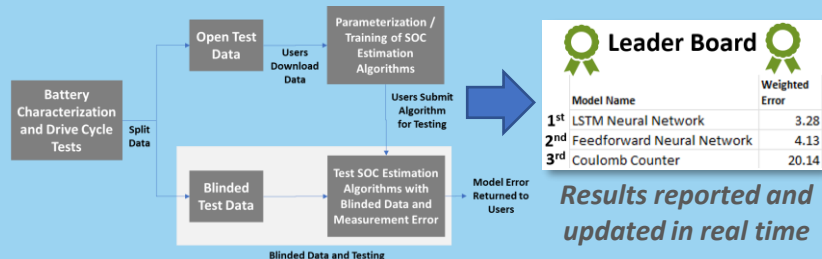 Battery
Characterization
and Drive Cycle
Tests
Split
Data
Open Test
Data
Users
Download
Data
Parameterization /
Training of SOC
Estimation
Algorithms
Users Submit
Algorithm
for Testing
Blinded
Test Data
Test SOC Estimation
Algorithms with
Blinded Data and
Measurement Error
Model Error
Returned to
Users
Blinded Data and Testing
Leader Board
Weighted
Model Name Error
1st LSTM Neural Network 3.28
2nd Feedforward Neural Network 4.13
3rd Coulomb Counter 20.14
Results reported and
updated in real time